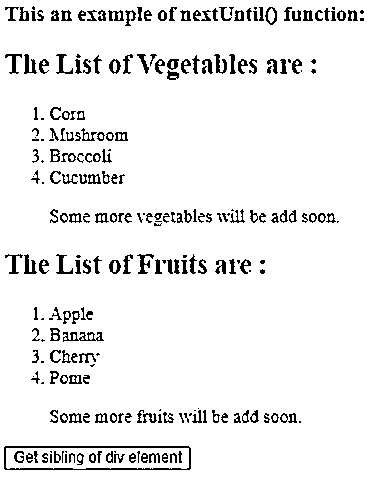 This an example of nextUntil() function:
The List of Vegetables are :
1. Corn
2. Mushroom
3. Broccoli
4. Cucumber
Some more vegetables will be add soon.
The List of Fruits are :
1. Apple
2. Banana
3. Cherry
4. Pome
Some more fruits will be add soon.
Get sibling of div element